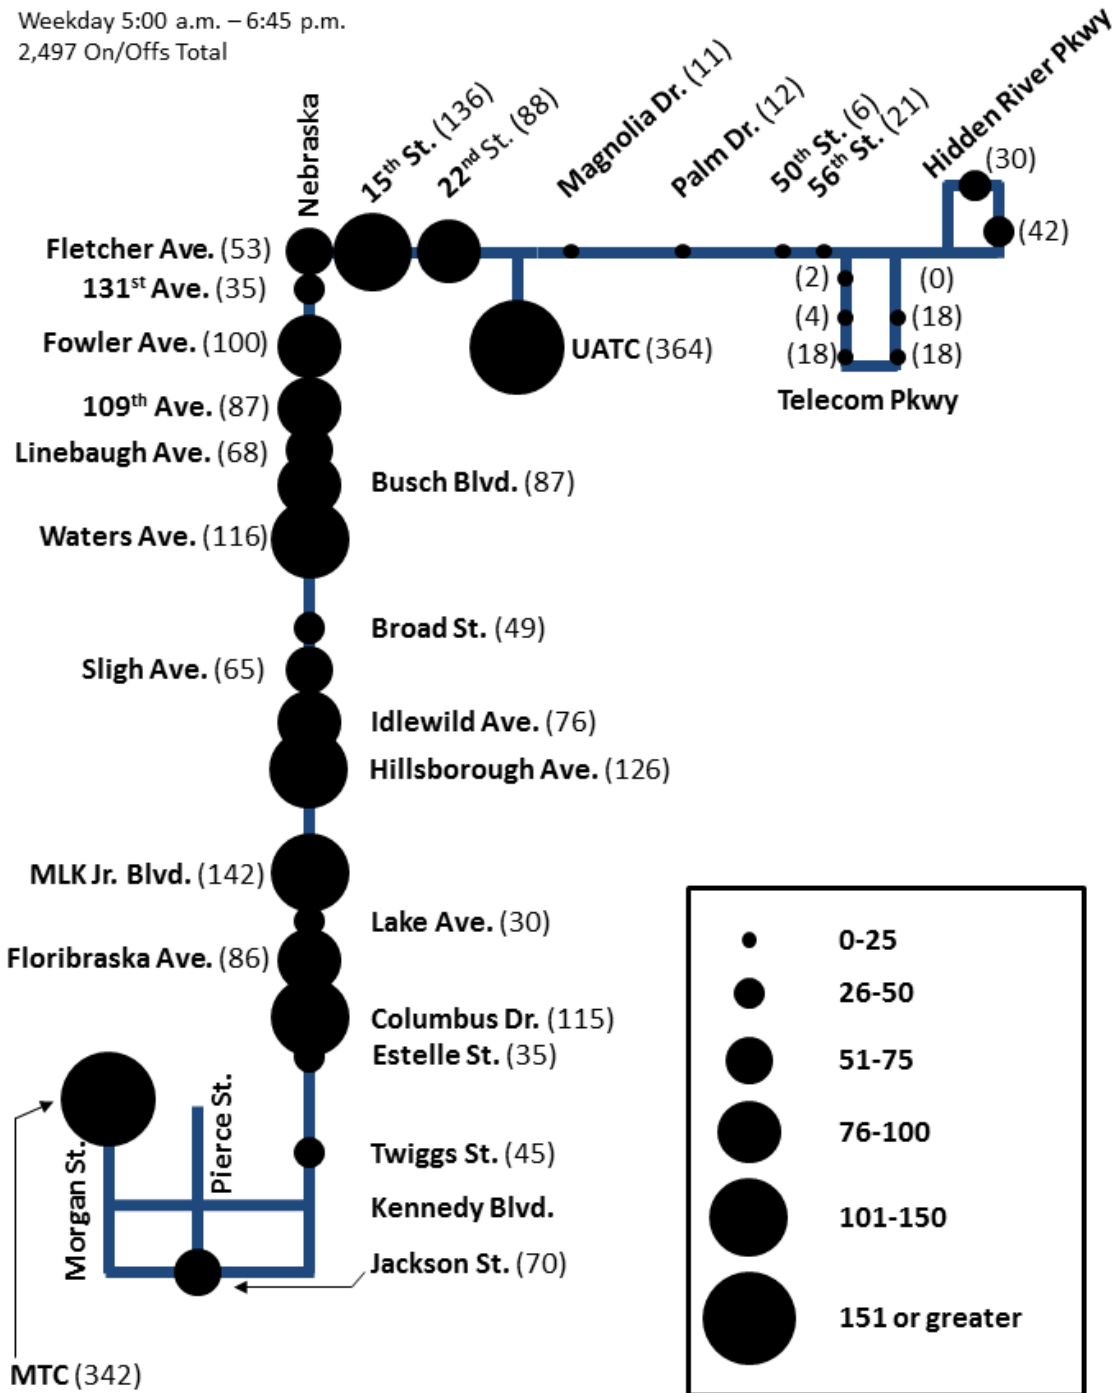 Weekday 5:00 a.m. – 6:45 p.m.
2,497 On/Offs Total
Nebraska
15th St. (136)
22nd St. (88)
Magnolia Dr. (11)
Palm Dr. (12)
50th St. (6)
56th St. (21)
Hidden River Pkwy
(30)
(42)
Fletcher Ave. (53)
131st Ave. (35)
(2)
(0)
(4)
(18)
(18)
(18)
Telecom Pkwy
UATC (364)
Fowler Ave. (100)
109th Ave. (87)
Linebaugh Ave. (68)
Busch Blvd. (87)
Waters Ave. (116)
Broad St. (49)
Sligh Ave. (65)
Idlewild Ave. (76)
Hillsborough Ave. (126)
MLK Jr. Blvd. (142)
Lake Ave. (30)
Floribraska Ave. (86)
Columbus Dr. (115)
Estelle St. (35)
Pierce St.
Morgan St.
Twiggs St. (45)
Kennedy Blvd.
Jackson St. (70)
MTC (342)
0-25
26-50
51-75
76-100
101-150
151 or greater